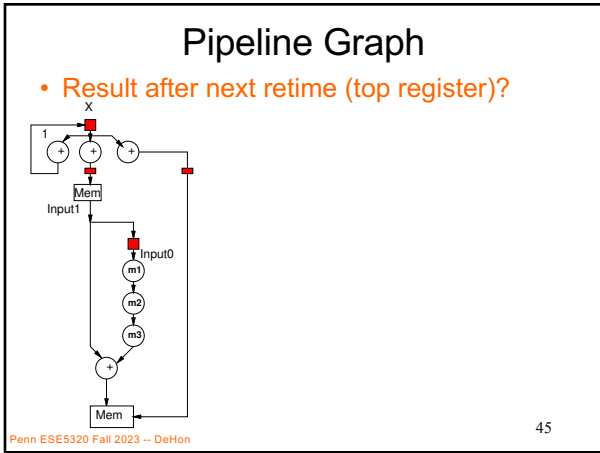 Pipeline Graph
• Result after next retime (top register)?
X
1
+ + +
Mem
Input1
Input0
m1
m2
m3
+
Mem
45
Penn ESE5320 Fall 2023 -- DeHon